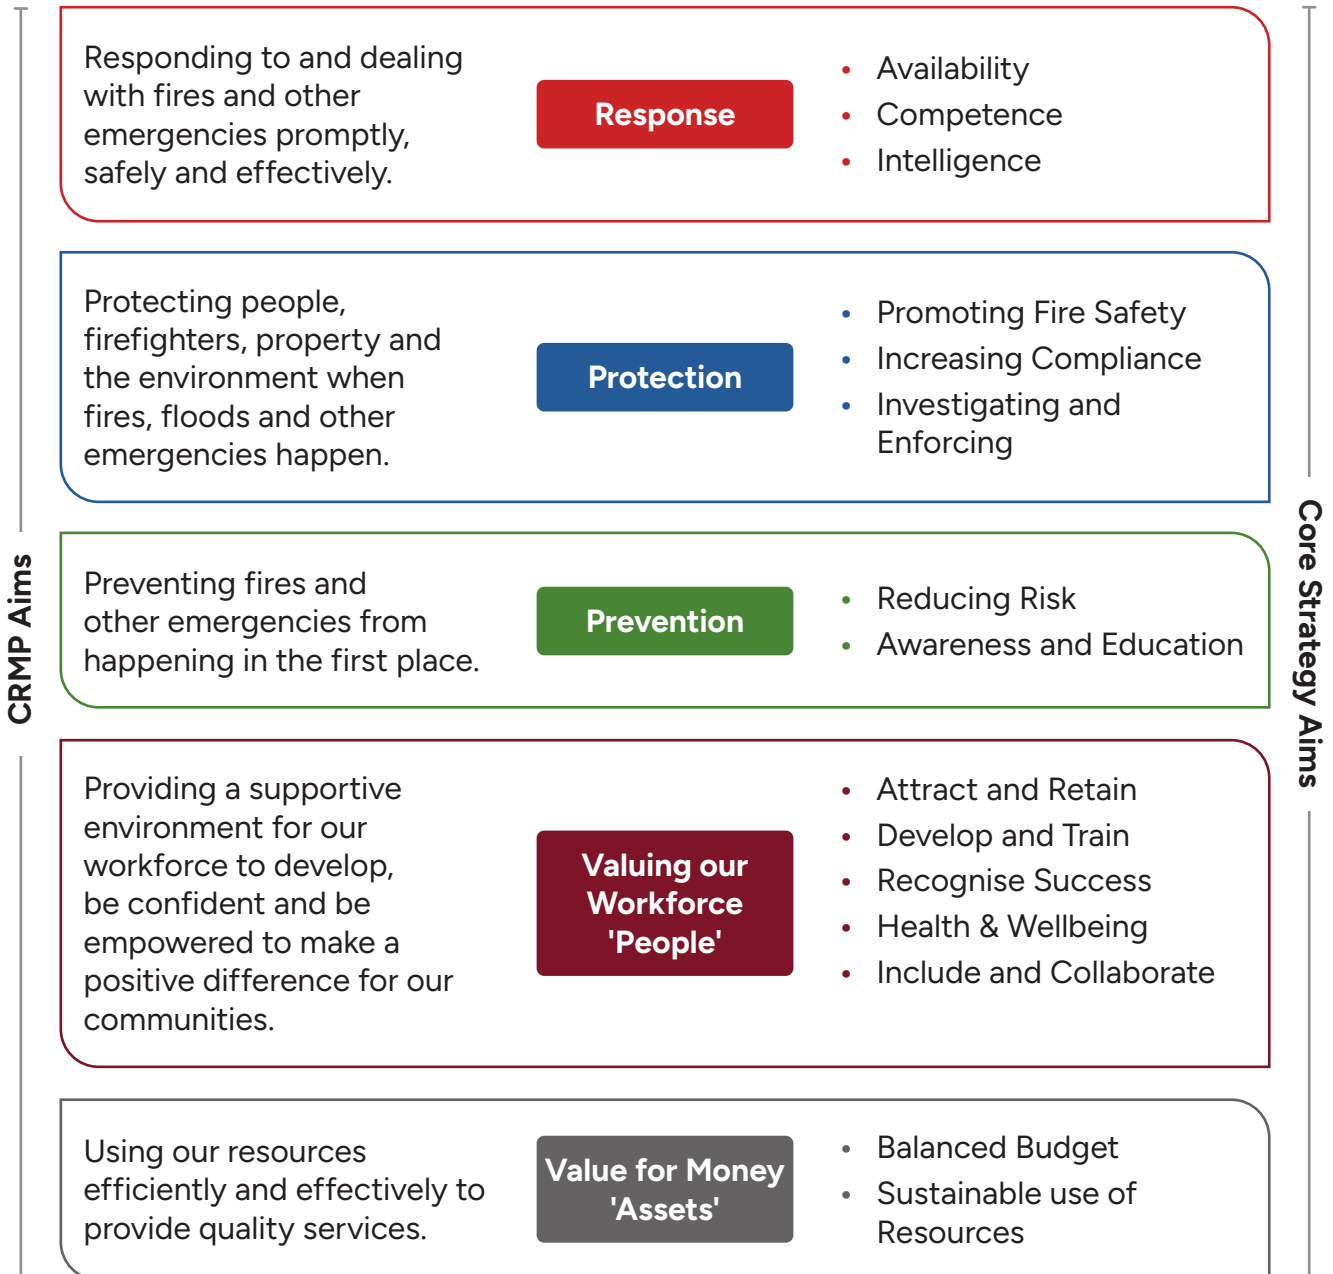 CRMP Aims
Responding to and dealing
with fires and other
emergencies promptly,
safely and effectively.
Response
• Availability
• Competence
• Intelligence
Protecting people,
firefighters, property and
the environment when
fires, floods and other
emergencies happen.
Protection
• Promoting Fire Safety
• Increasing Compliance
• Investigating and
Enforcing
Preventing fires and
other emergencies from
happening in the first place.
Prevention
• Reducing Risk
• Awareness and Education
Providing a supportive
environment for our
workforce to develop,
be confident and be
empowered to make a
positive difference for our
communities.
Valuing our
Workforce
'People'
• Attract and Retain
• Develop and Train
• Recognise Success
• Health & Wellbeing
• Include and Collaborate
Using our resources
efficiently and effectively to
provide quality services.
Value for Money
'Assets'
• Balanced Budget
• Sustainable use of
Resources
Core Strategy Aims